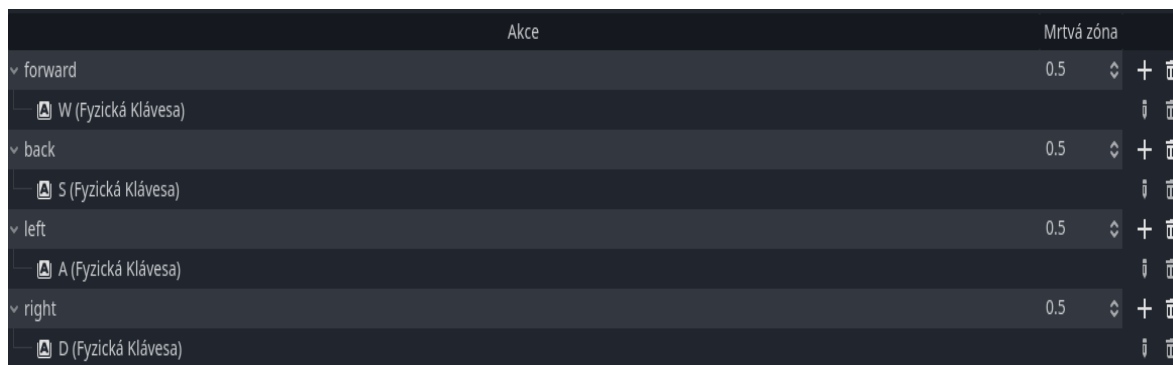 Akce Mrtvá zóna
forward 0.5
W (Fyzická Klávesa)
back 0.5
S (Fyzická Klávesa)
left 0.5
A (Fyzická Klávesa)
right 0.5
D (Fyzická Klávesa)